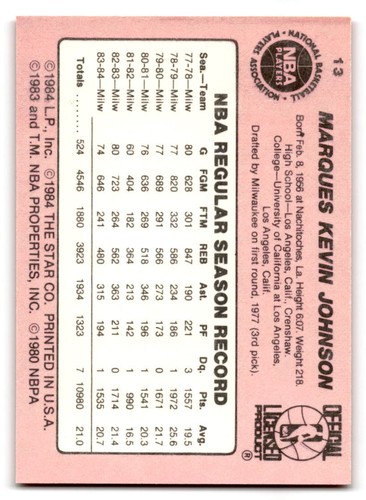 13
NATIONAL BASKETBALL
NBA
PLAYERS
PLAYERS ASSOCIATION
MARQUES KEVIN JOHNSON
Born Feb. 8, 1956 at Nachitoches, La. Height 6:07. Weight 218.
High School—Los Angeles, Calif., Crenshaw.
College—University of California at Los Angeles,
Los Angeles, Calif.
Drafted by Milwaukee on first round, 1977 (3rd pick).
OFFICIAL
NBA
LICENSED
PRODUCT ®
NBA REGULAR SEASON RECORD
Sea.—Team G FGM FTM REB Ast. PF Dq. Pts. Avg.
77-78—Milw 80 628 301 847 190 221 3 1557 19.5
78-79—Milw 77 820 332 586 234 186 1 1972 25.6
79-80—Milw 77 689 291 566 273 173 0 1671 21.7
80-81—Milw 76 636 269 518 346 196 1 1541 20.3
81-82—Milw 60 404 182 364 213 142 1 990 16.5
82-83—Milw 80 723 264 562 363 211 0 1714 21.4
83-84—Milw 74 646 241 480 315 194 1 1535 20.7
Totals 524 4546 1880 3923 1934 1323 7 10980 21.0
©1984 L.P., Inc. ©1984 THE STAR CO. PRINTED IN U.S.A.
©1983 and T.M. NBA PROPERTIES, INC. ©1980 NBPA